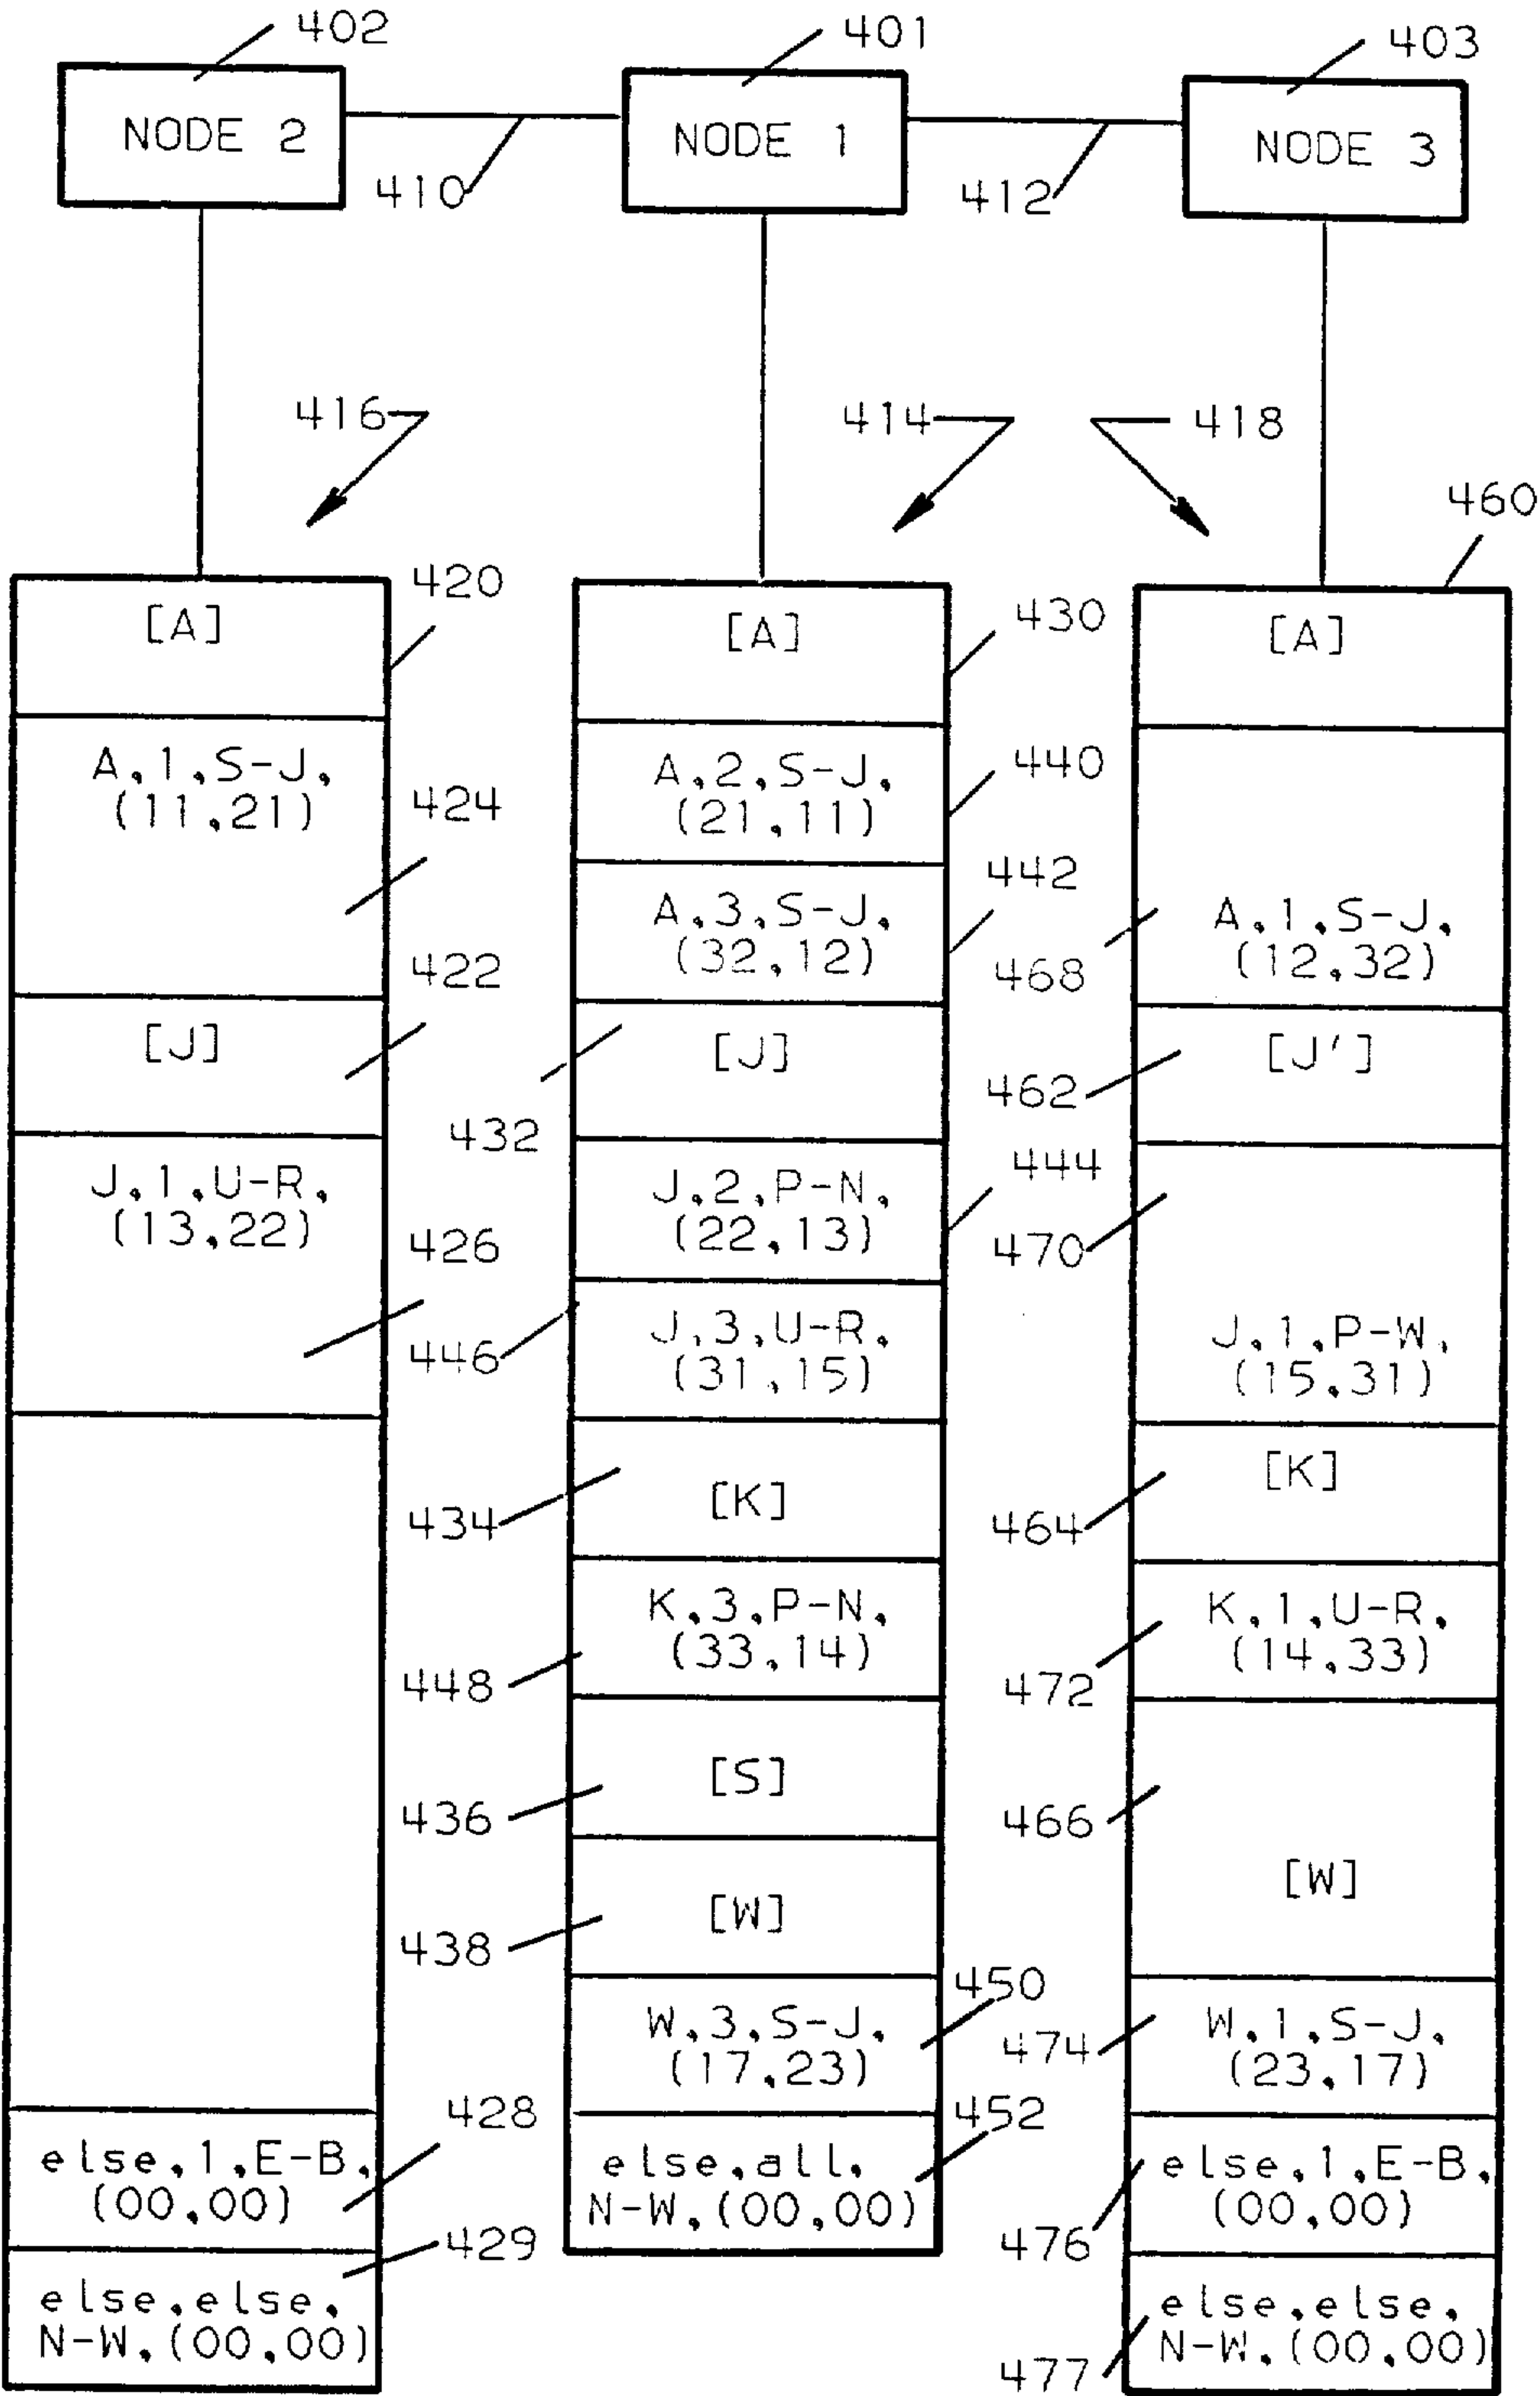 402
401
403
NODE 2
NODE 1
NODE 3
410
412
416
414
418
460
420
430
[A]
[A]
[A]
A,1,S-J,
(11,21)
424
A,2,S-J,
(21,11)
440
A,3,S-J,
(32,12)
442
468
A,1,S-J,
(12,32)
422
[J]
[J]
[J']
432
462
J,1,U-R,
(13,22)
426
J,2,P-N,
(22,13)
444
470
446
J,3,U-R,
(31,15)
J,1,P-W,
(15,31)
434
[K]
464
[K]
448
K,3,P-N,
(33,14)
472
K,1,U-R,
(14,33)
436
[S]
466
438
[W]
[W]
450
W,3,S-J,
(17,23)
474
W,1,S-J,
(23,17)
428
else,1,E-B,
(00,00)
452
else,all,
N-W,(00,00)
476
else,1,E-B,
(00,00)
429
else,else,
N-W,(00,00)
477
else,else,
N-W,(00,00)